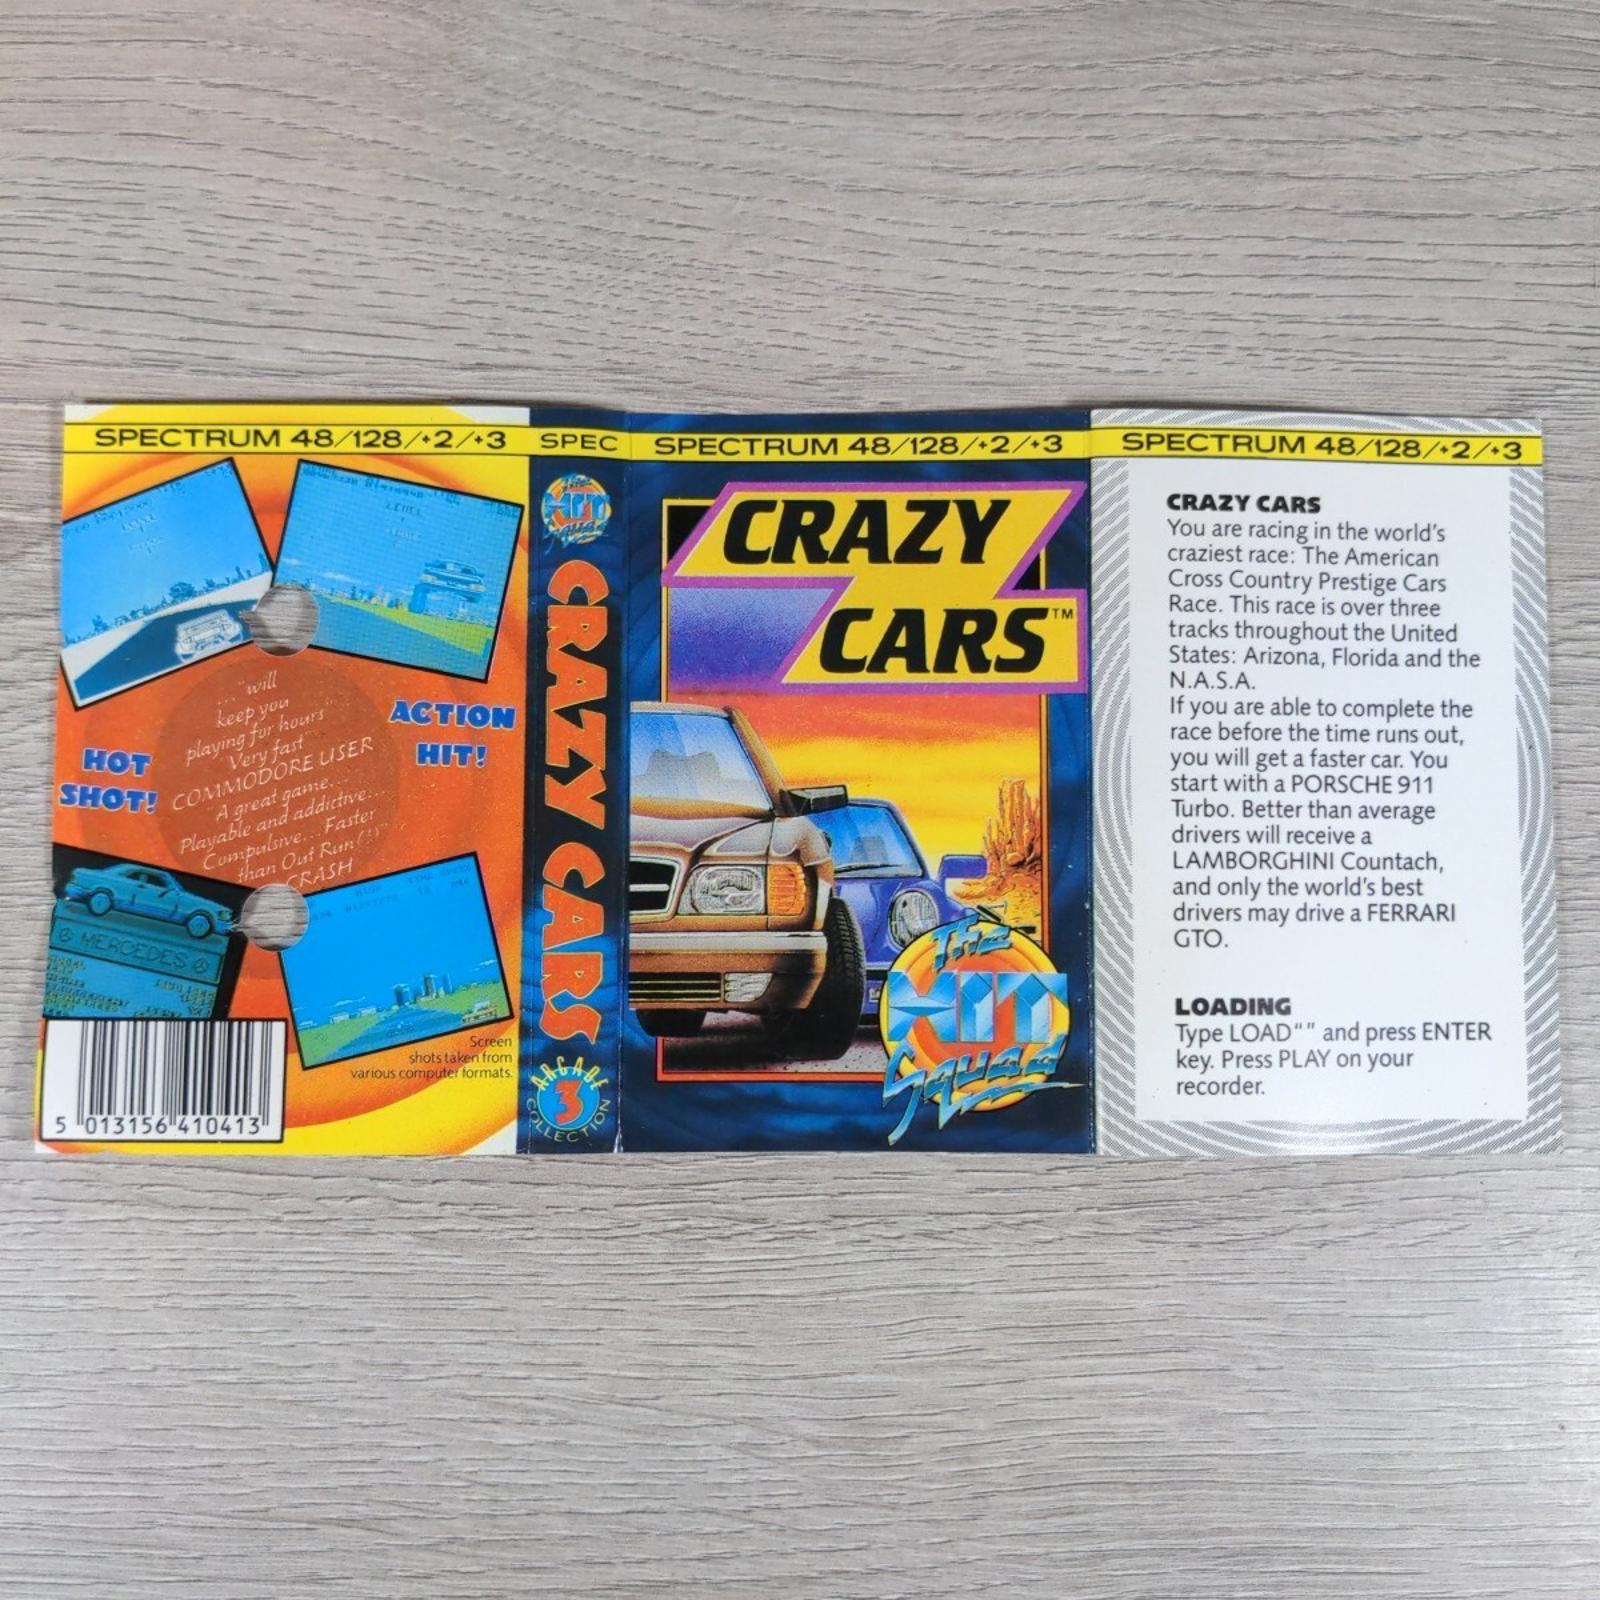 SPECTRUM 48/128/+2/+3
HOT
SHOT!
ACTION
HIT!
..."will
keep you
playing for hours"
"Very fast"
COMMODORE USER
"A great game...
Playable and addictive...
Compulsive...Faster
than Out Run(!)"
CRASH
MERCEDES
LEVEL
Screen
shots taken from
various computer formats.
5 013156 410413
SPEC
The
HIT
Squad
CRAZY CARS
ARCADE
3
COLLECTION
SPECTRUM 48/128/+2/+3
CRAZY
CARS™
The
HIT
Squad
SPECTRUM 48/128/+2/+3
CRAZY CARS
You are racing in the world's
craziest race: The American
Cross Country Prestige Cars
Race. This race is over three
tracks throughout the United
States: Arizona, Florida and the
N.A.S.A.
If you are able to complete the
race before the time runs out,
you will get a faster car. You
start with a PORSCHE 911
Turbo. Better than average
drivers will receive a
LAMBORGHINI Countach,
and only the world's best
drivers may drive a FERRARI
GTO.
LOADING
Type LOAD"" and press ENTER
key. Press PLAY on your
recorder.